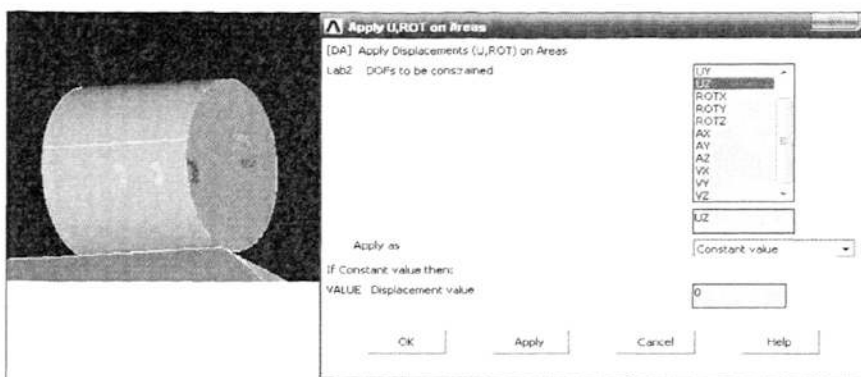 Apply U,ROT on Areas
[DA] Apply Displacements (U,ROT) on Areas
Lab2 DOFs to be constrained
UY
UZ
ROTX
ROTY
ROTZ
AX
AY
AZ
VX
VY
VZ
UZ
Apply as
Constant value
If Constant value then:
VALUE Displacement value
0
OK Apply Cancel Help